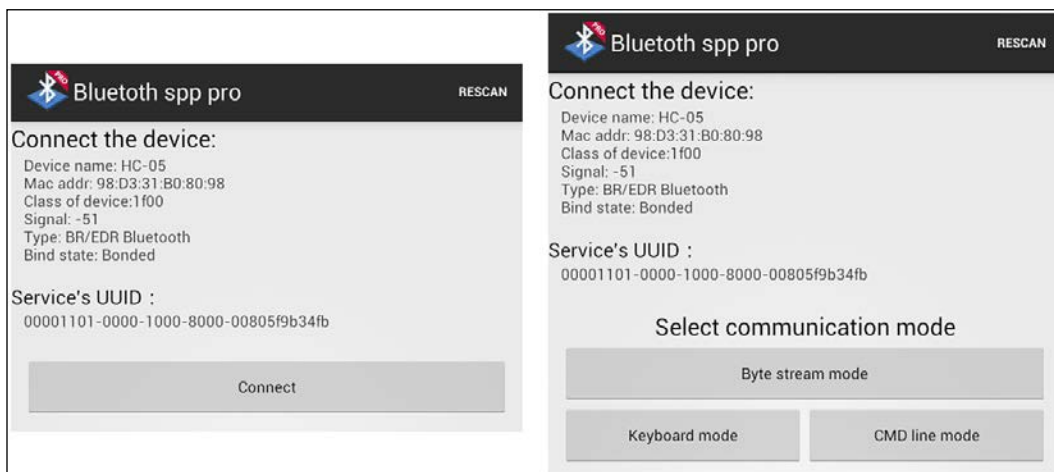 Bluetoth spp pro
RESCAN
Connect the device:
Device name: HC-05
Mac addr: 98:D3:31:B0:80:98
Class of device:1f00
Signal: -51
Type: BR/EDR Bluetooth
Bind state: Bonded
Service's UUID :
00001101-0000-1000-8000-00805f9b34fb
Connect
Bluetoth spp pro
RESCAN
Connect the device:
Device name: HC-05
Mac addr: 98:D3:31:B0:80:98
Class of device:1f00
Signal: -51
Type: BR/EDR Bluetooth
Bind state: Bonded
Service's UUID :
00001101-0000-1000-8000-00805f9b34fb
Select communication mode
Byte stream mode
Keyboard mode
CMD line mode
PRO
PRO